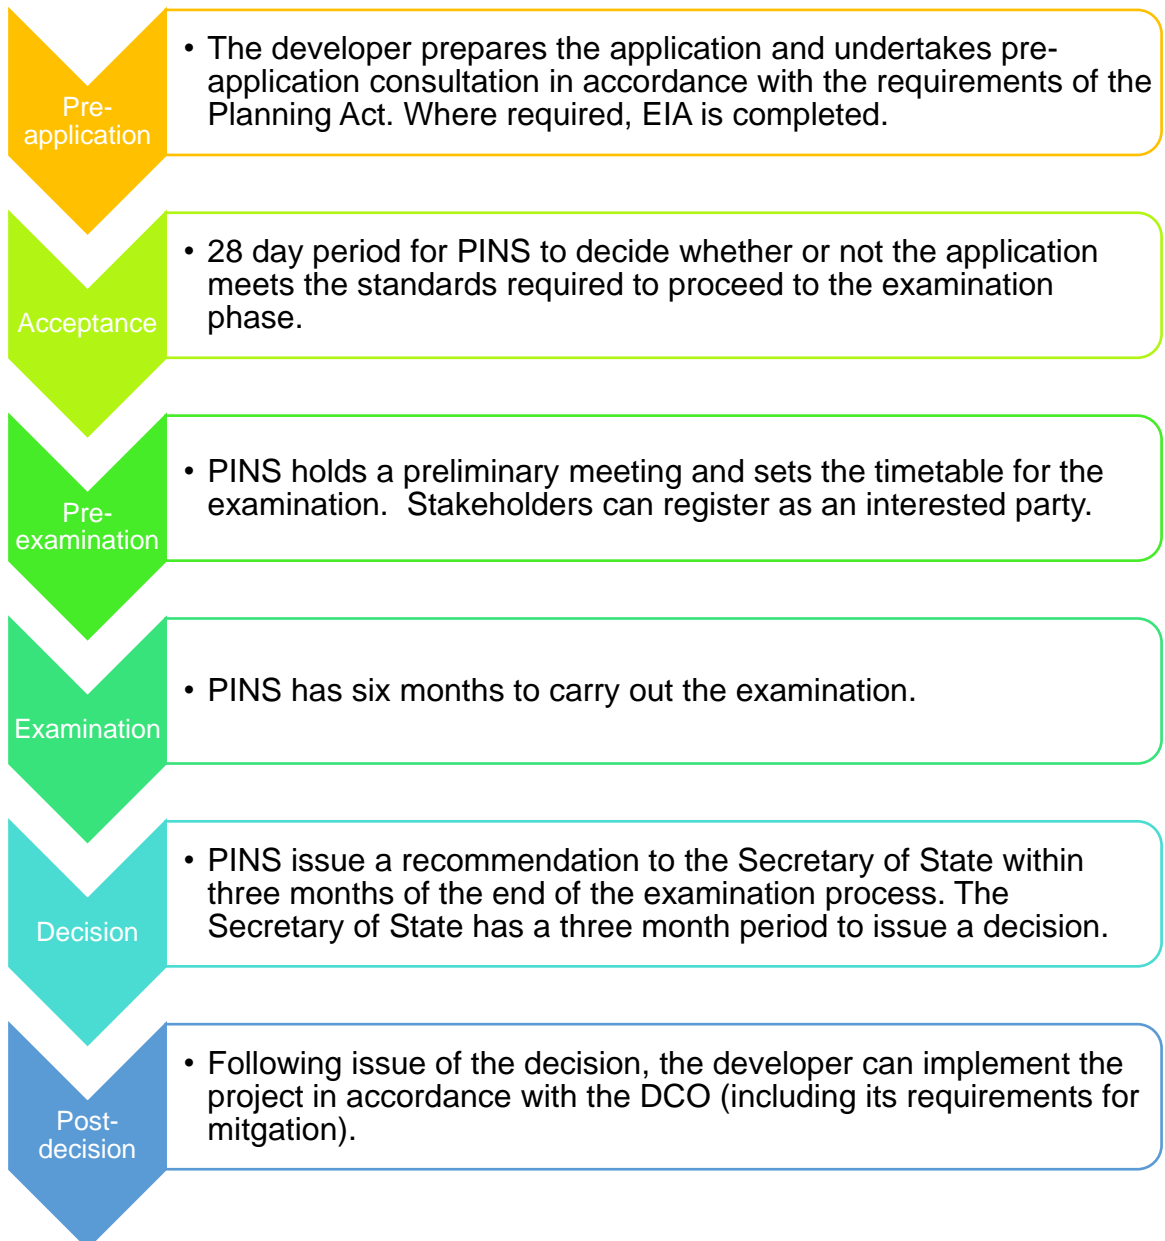 Pre-
application
• The developer prepares the application and undertakes pre-
application consultation in accordance with the requirements of the
Planning Act. Where required, EIA is completed.
Acceptance
• 28 day period for PINS to decide whether or not the application
meets the standards required to proceed to the examination
phase.
Pre-
examination
• PINS holds a preliminary meeting and sets the timetable for the
examination.  Stakeholders can register as an interested party.
Examination
• PINS has six months to carry out the examination.
Decision
• PINS issue a recommendation to the Secretary of State within
three months of the end of the examination process. The
Secretary of State has a three month period to issue a decision.
Post-
decision
• Following issue of the decision, the developer can implement the
project in accordance with the DCO (including its requirements for
mitgation).